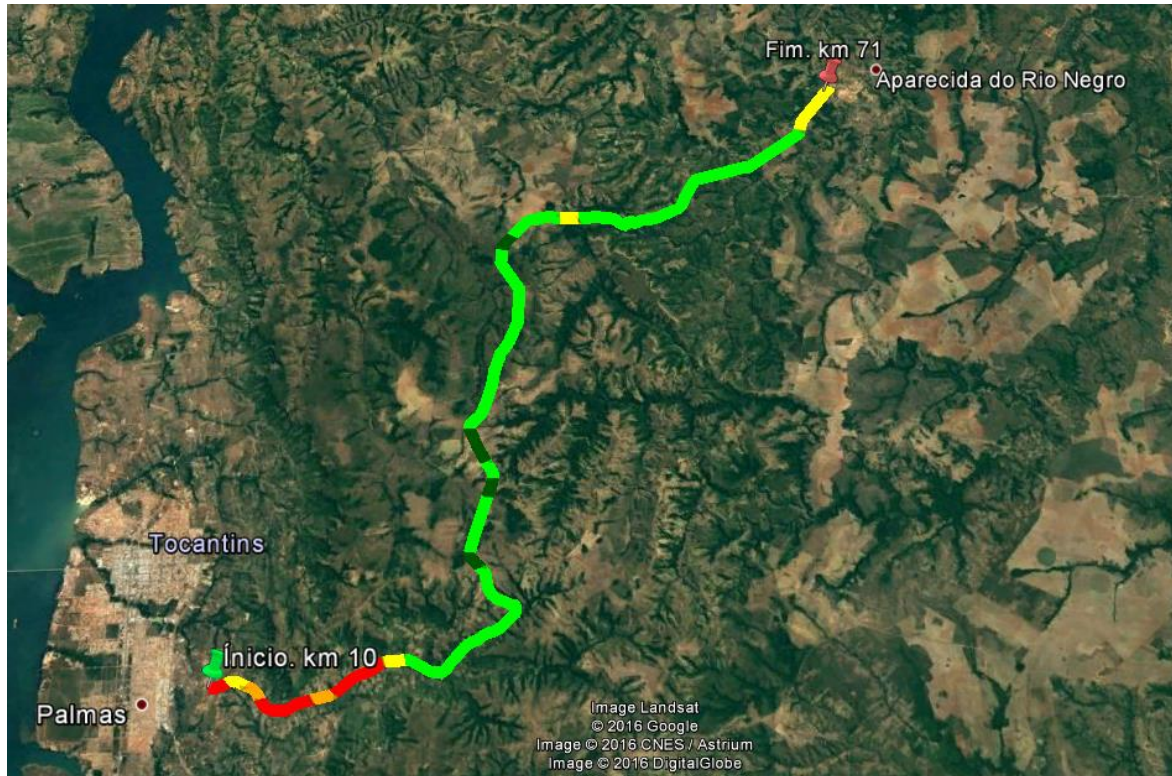 Fim. km 71
Aparecida do Rio Negro
Tocantins
Ínicio. km 10
Palmas
Image Landsat
© 2016 Google
Image © 2016 CNES / Astrium
Image © 2016 DigitalGlobe